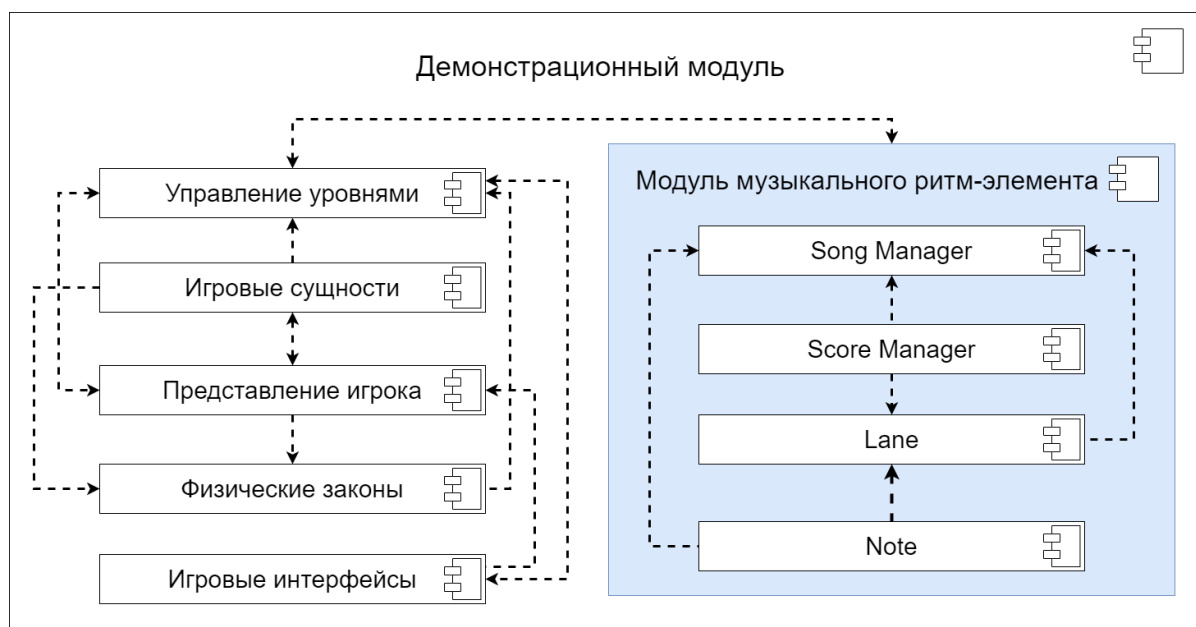 Демонстрационный модуль
Управление уровнями
Игровые сущности
Представление игрока
Физические законы
Игровые интерфейсы
Модуль музыкального ритм-элемента
Song Manager
Score Manager
Lane
Note